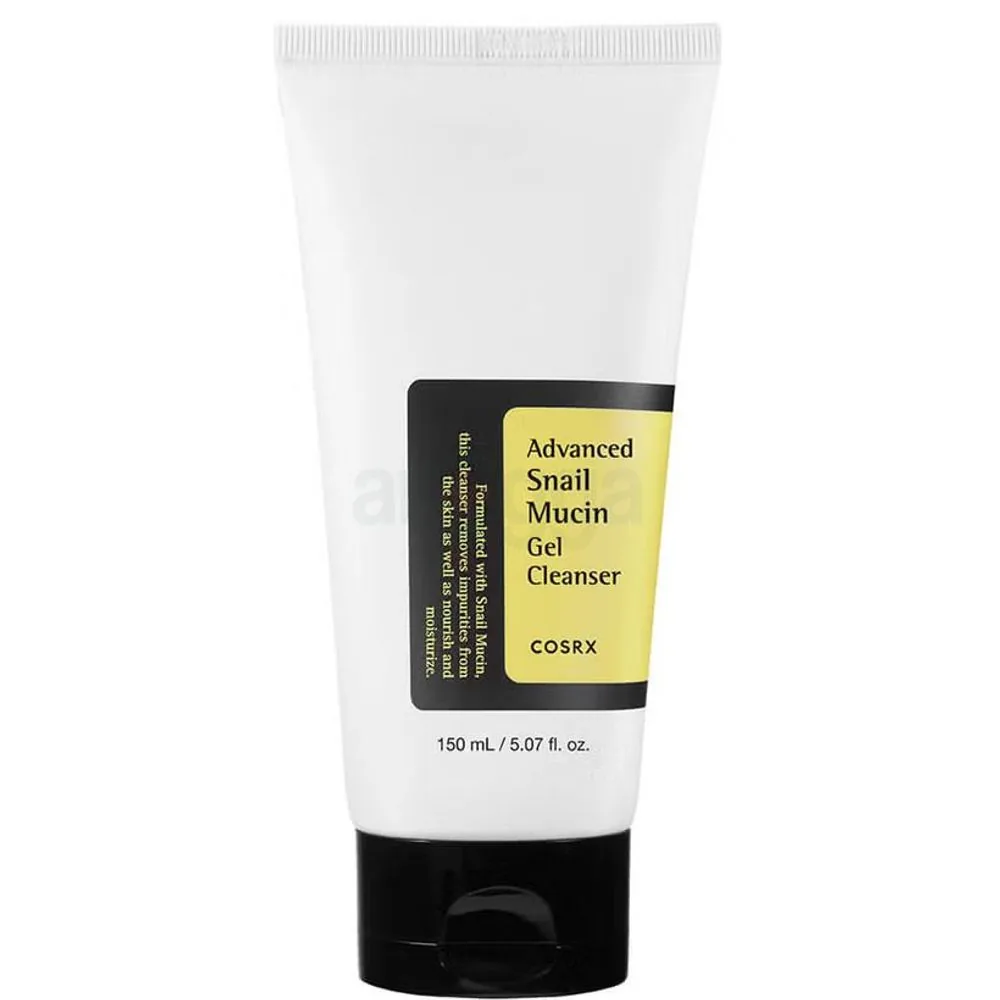 Advanced
Snail
Mucin
Gel
Cleanser
COSRX
Formulated with Snail Mucin,
this cleanser removes impurities from
the skin as well as nourish and
moisturize.
150 mL / 5.07 fl. oz.